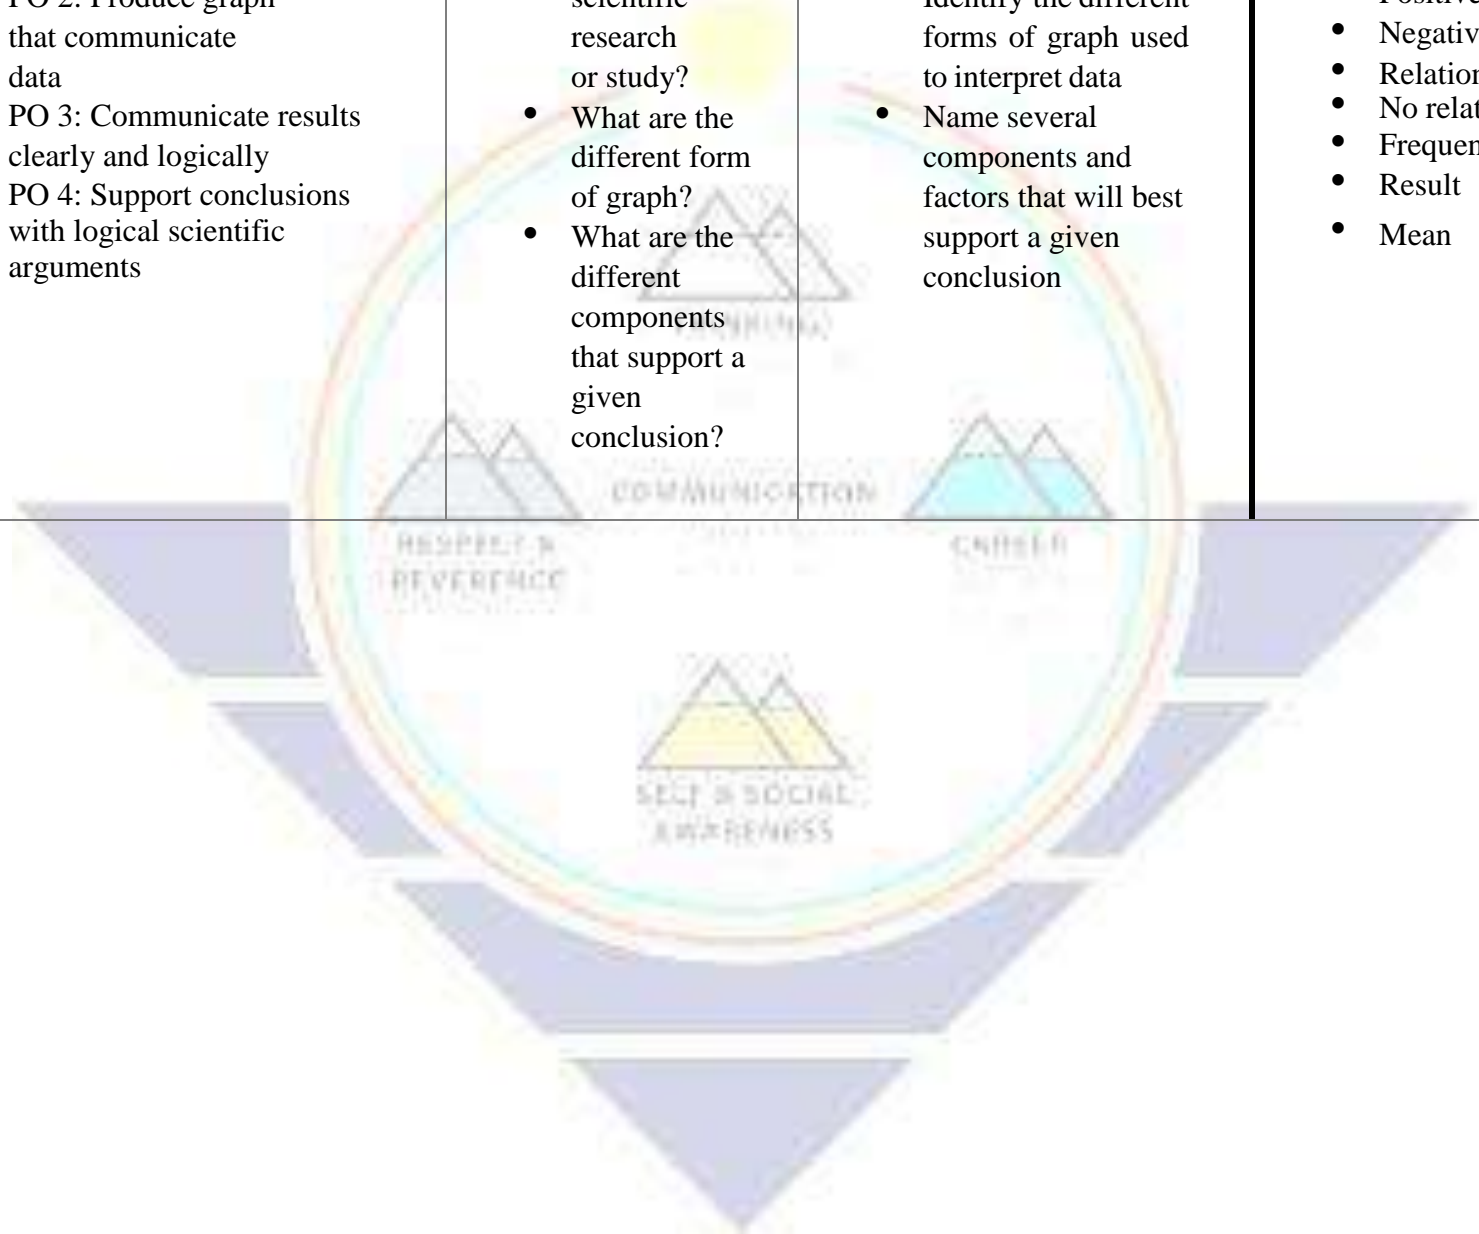 PO 2: Produce graph
that communicate
data
PO 3: Communicate results
clearly and logically
PO 4: Support conclusions
with logical scientific
arguments
scientific
research
or study?
• What are the
different form
of graph?
• What are the
different
components
that support a
given
conclusion?
Identify the different
forms of graph used
to interpret data
• Name several
components and
factors that will best
support a given
conclusion
• Negativ
• Relation
• No relat
• Frequen
• Result
• Mean
COMMUNICATION
RESPECT &
REVERENCE
CAREER
SELF & SOCIAL
AWARENESS